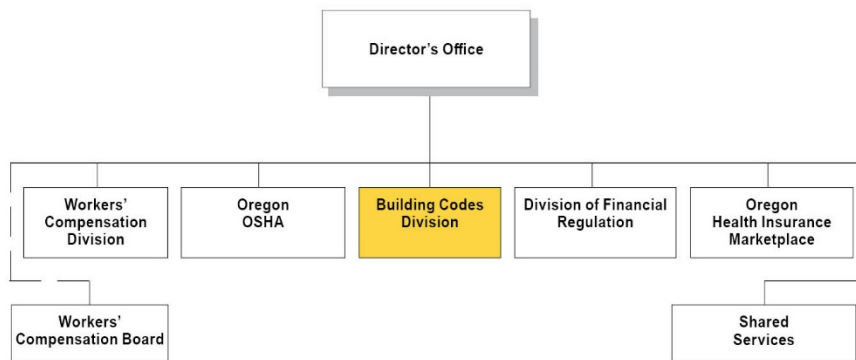 Director's Office
Workers'
Compensation
Division
Oregon
OSHA
Building Codes
Division
Division of Financial
Regulation
Oregon
Health Insurance
Marketplace
Workers'
Compensation Board
Shared
Services